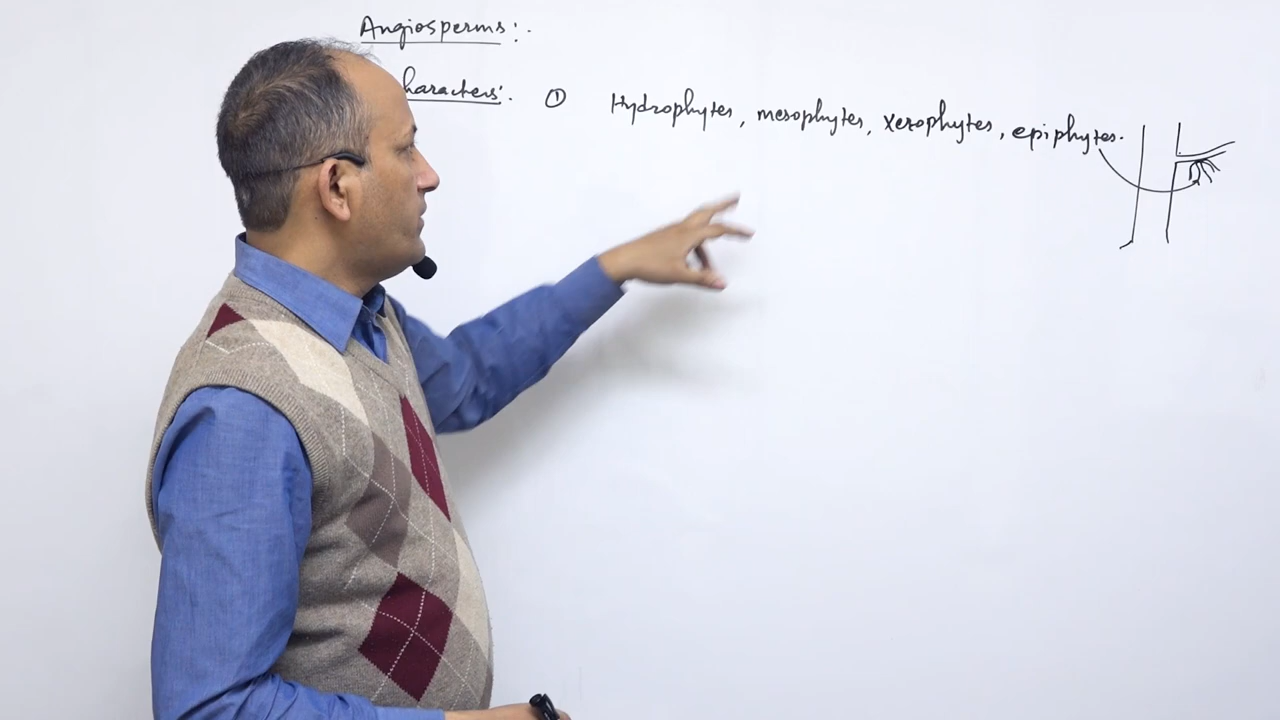 Angiosperms:-
haracters:
① Hydrophytes, mesophytes, xerophytes, epiphytes.